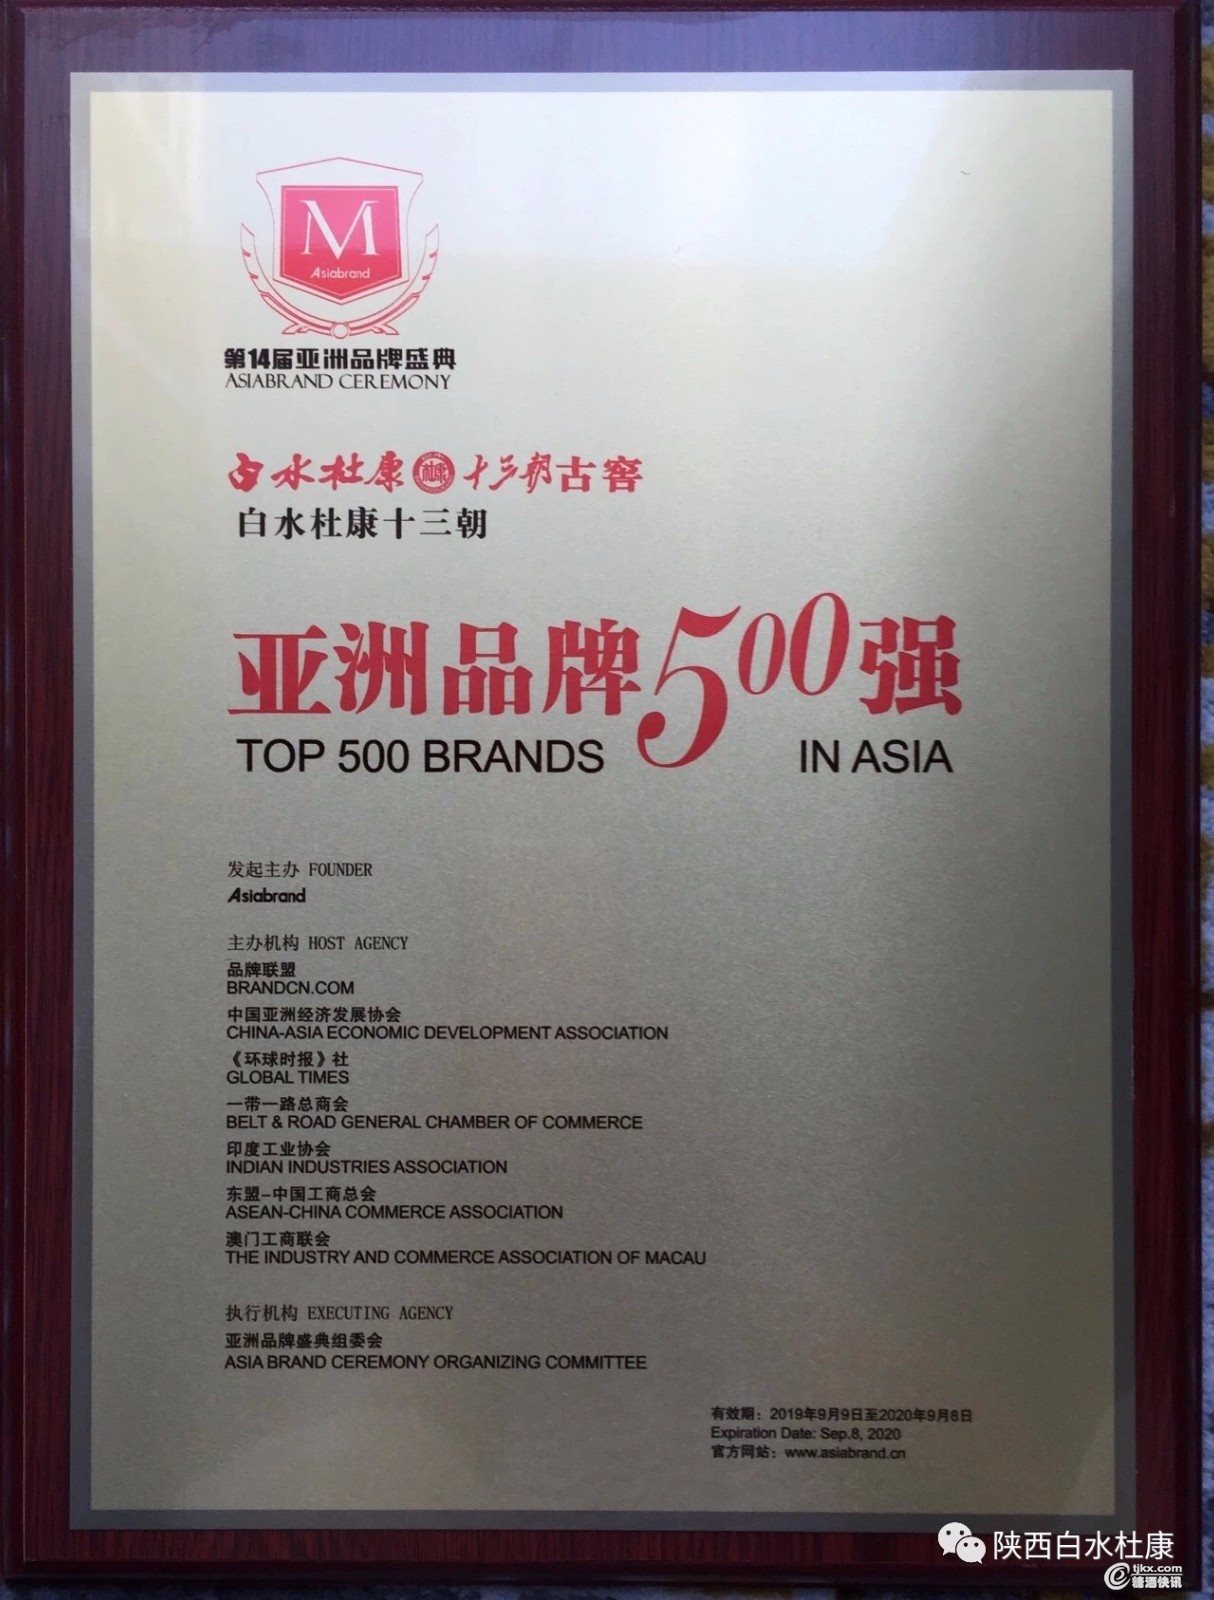 M
Asiabrand
第14届亚洲品牌盛典
ASIABRAND CEREMONY
白水杜康 杜康 十三朝古窖
白水杜康十三朝
亚洲品牌500强
TOP 500 BRANDS IN ASIA
发起主办 FOUNDER
Asiabrand
主办机构 HOST AGENCY
品牌联盟
BRANDCN.COM
中国亚洲经济发展协会
CHINA-ASIA ECONOMIC DEVELOPMENT ASSOCIATION
《环球时报》社
GLOBAL TIMES
一带一路总商会
BELT & ROAD GENERAL CHAMBER OF COMMERCE
印度工业协会
INDIAN INDUSTRIES ASSOCIATION
东盟-中国工商总会
ASEAN-CHINA COMMERCE ASSOCIATION
澳门工商联会
THE INDUSTRY AND COMMERCE ASSOCIATION OF MACAU
执行机构 EXECUTING AGENCY
亚洲品牌盛典组委会
ASIA BRAND CEREMONY ORGANIZING COMMITTEE
有效期：2019年9月9日至2020年9月8日
Expiration Date: Sep.8, 2020
官方网站：www.asiabrand.cn
陕西白水杜康
tjkx.com
糖酒快讯